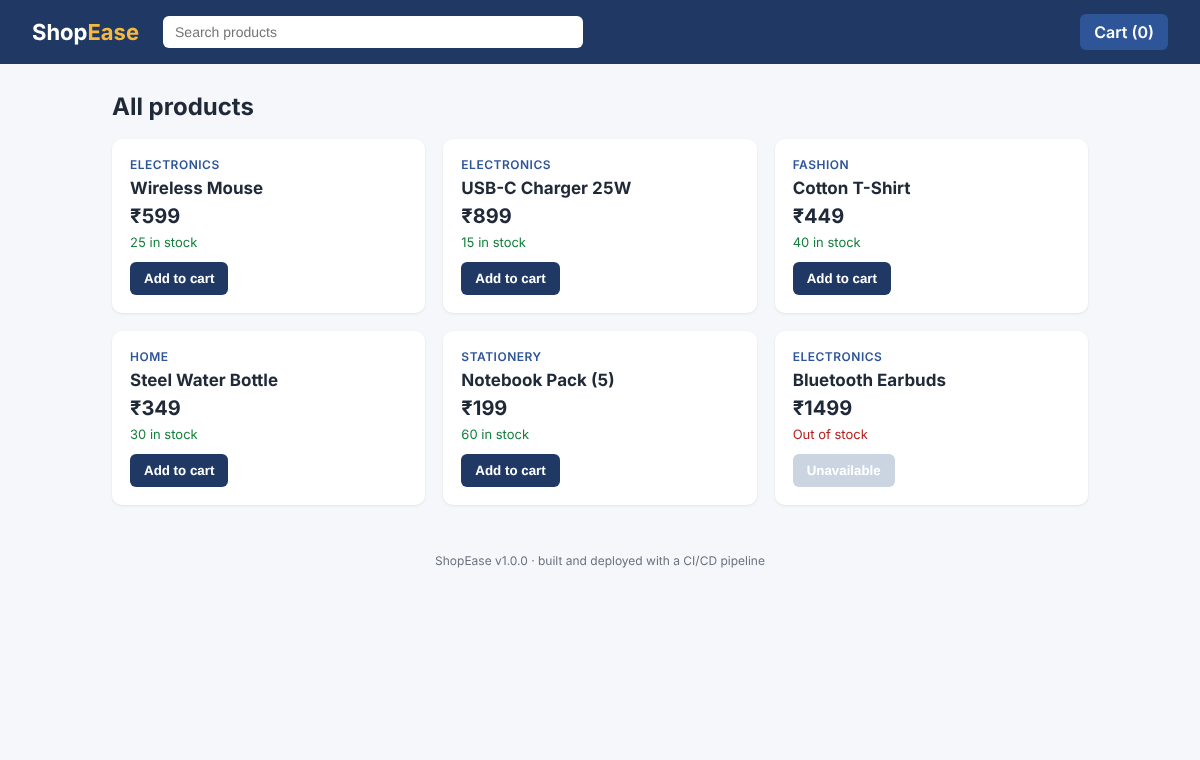 ShopEase
Search products
Cart (0)
All products
ELECTRONICS
Wireless Mouse
₹599
25 in stock
Add to cart
ELECTRONICS
USB-C Charger 25W
₹899
15 in stock
Add to cart
FASHION
Cotton T-Shirt
₹449
40 in stock
Add to cart
HOME
Steel Water Bottle
₹349
30 in stock
Add to cart
STATIONERY
Notebook Pack (5)
₹199
60 in stock
Add to cart
ELECTRONICS
Bluetooth Earbuds
₹1499
Out of stock
Unavailable
ShopEase v1.0.0 · built and deployed with a CI/CD pipeline